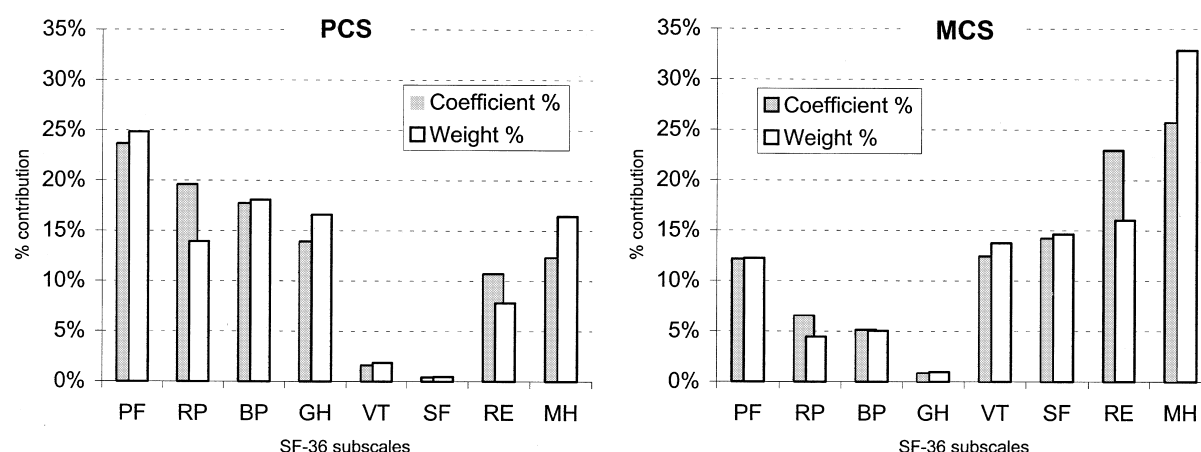 PCS
35%
30%
25%
20%
15%
10%
5%
0%
% contribution
Coefficient %
Weight %
PF RP BP GH VT SF RE MH
SF-36 subscales
MCS
35%
30%
25%
20%
15%
10%
5%
0%
% contribution
Coefficient %
Weight %
PF RP BP GH VT SF RE MH
SF-36 subscales